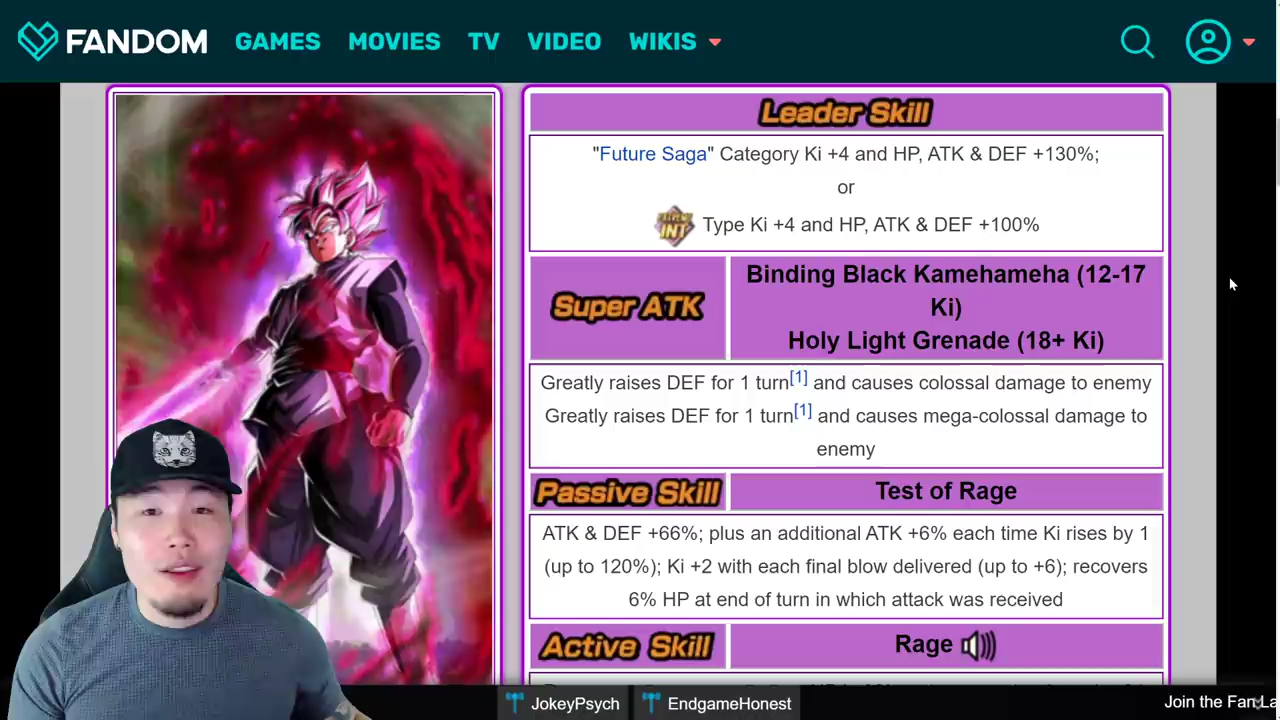 FANDOM GAMES MOVIES TV VIDEO WIKIS
Leader Skill
"Future Saga" Category Ki +4 and HP, ATK & DEF +130%;
or
INT Type Ki +4 and HP, ATK & DEF +100%
Super ATK
Binding Black Kamehameha (12-17
Ki)
Holy Light Grenade (18+ Ki)
Greatly raises DEF for 1 turn[1] and causes colossal damage to enemy
Greatly raises DEF for 1 turn[1] and causes mega-colossal damage to
enemy
Passive Skill Test of Rage
ATK & DEF +66%; plus an additional ATK +6% each time Ki rises by 1
(up to 120%); Ki +2 with each final blow delivered (up to +6); recovers
6% HP at end of turn in which attack was received
Active Skill Rage
JokeyPsych EndgameHonest Join the Fan La